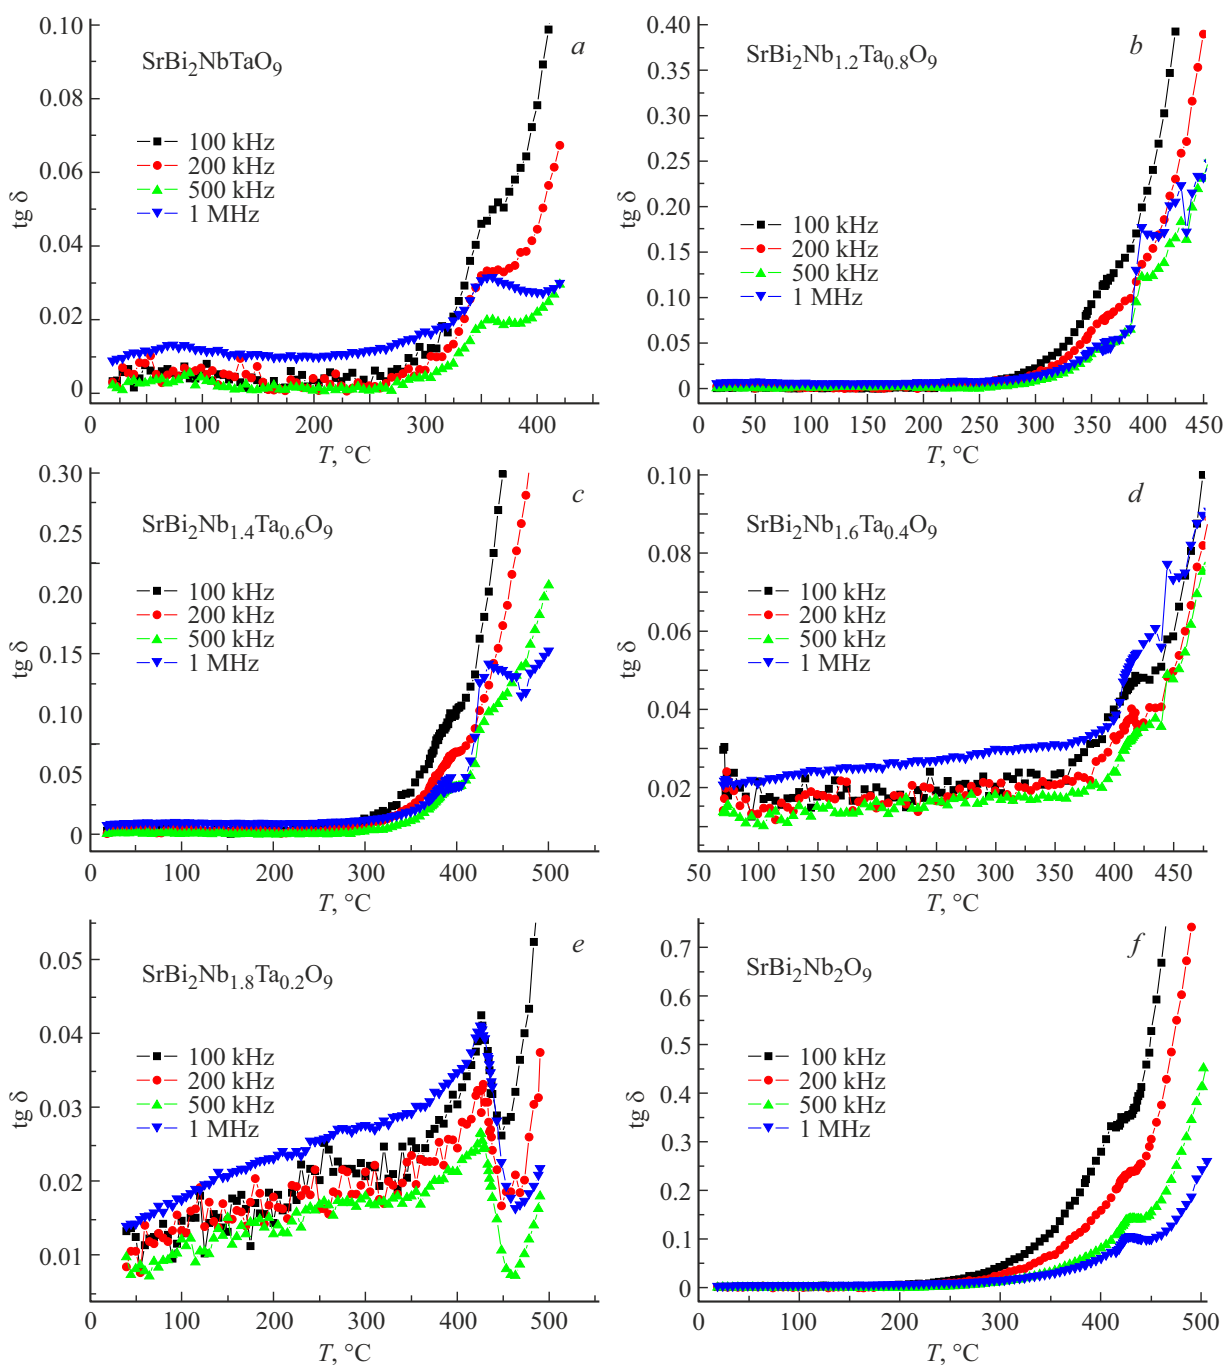 0.10
0.08
0.06
0.04
0.02
0
tg δ
a
SrBi₂NbTaO₉
100 kHz
200 kHz
500 kHz
1 MHz
0 100 200 300 400
T, °C
0.40
0.35
0.30
0.25
0.20
0.15
0.10
0.05
0
tg δ
b
SrBi₂Nb₁.₂Ta₀.₈O₉
100 kHz
200 kHz
500 kHz
1 MHz
0 50 100 150 200 250 300 350 400 450
T, °C
0.30
0.25
0.20
0.15
0.10
0.05
0
tg δ
c
SrBi₂Nb₁.₄Ta₀.₆O₉
100 kHz
200 kHz
500 kHz
1 MHz
0 100 200 300 400 500
T, °C
0.10
0.08
0.06
0.04
0.02
tg δ
d
SrBi₂Nb₁.₆Ta₀.₄O₉
100 kHz
200 kHz
500 kHz
1 MHz
50 100 150 200 250 300 350 400 450
T, °C
0.05
0.04
0.03
0.02
0.01
tg δ
e
SrBi₂Nb₁.₈Ta₀.₂O₉
100 kHz
200 kHz
500 kHz
1 MHz
0 100 200 300 400 500
T, °C
0.7
0.6
0.5
0.4
0.3
0.2
0.1
0
tg δ
f
SrBi₂Nb₂O₉
100 kHz
200 kHz
500 kHz
1 MHz
0 100 200 300 400 500
T, °C